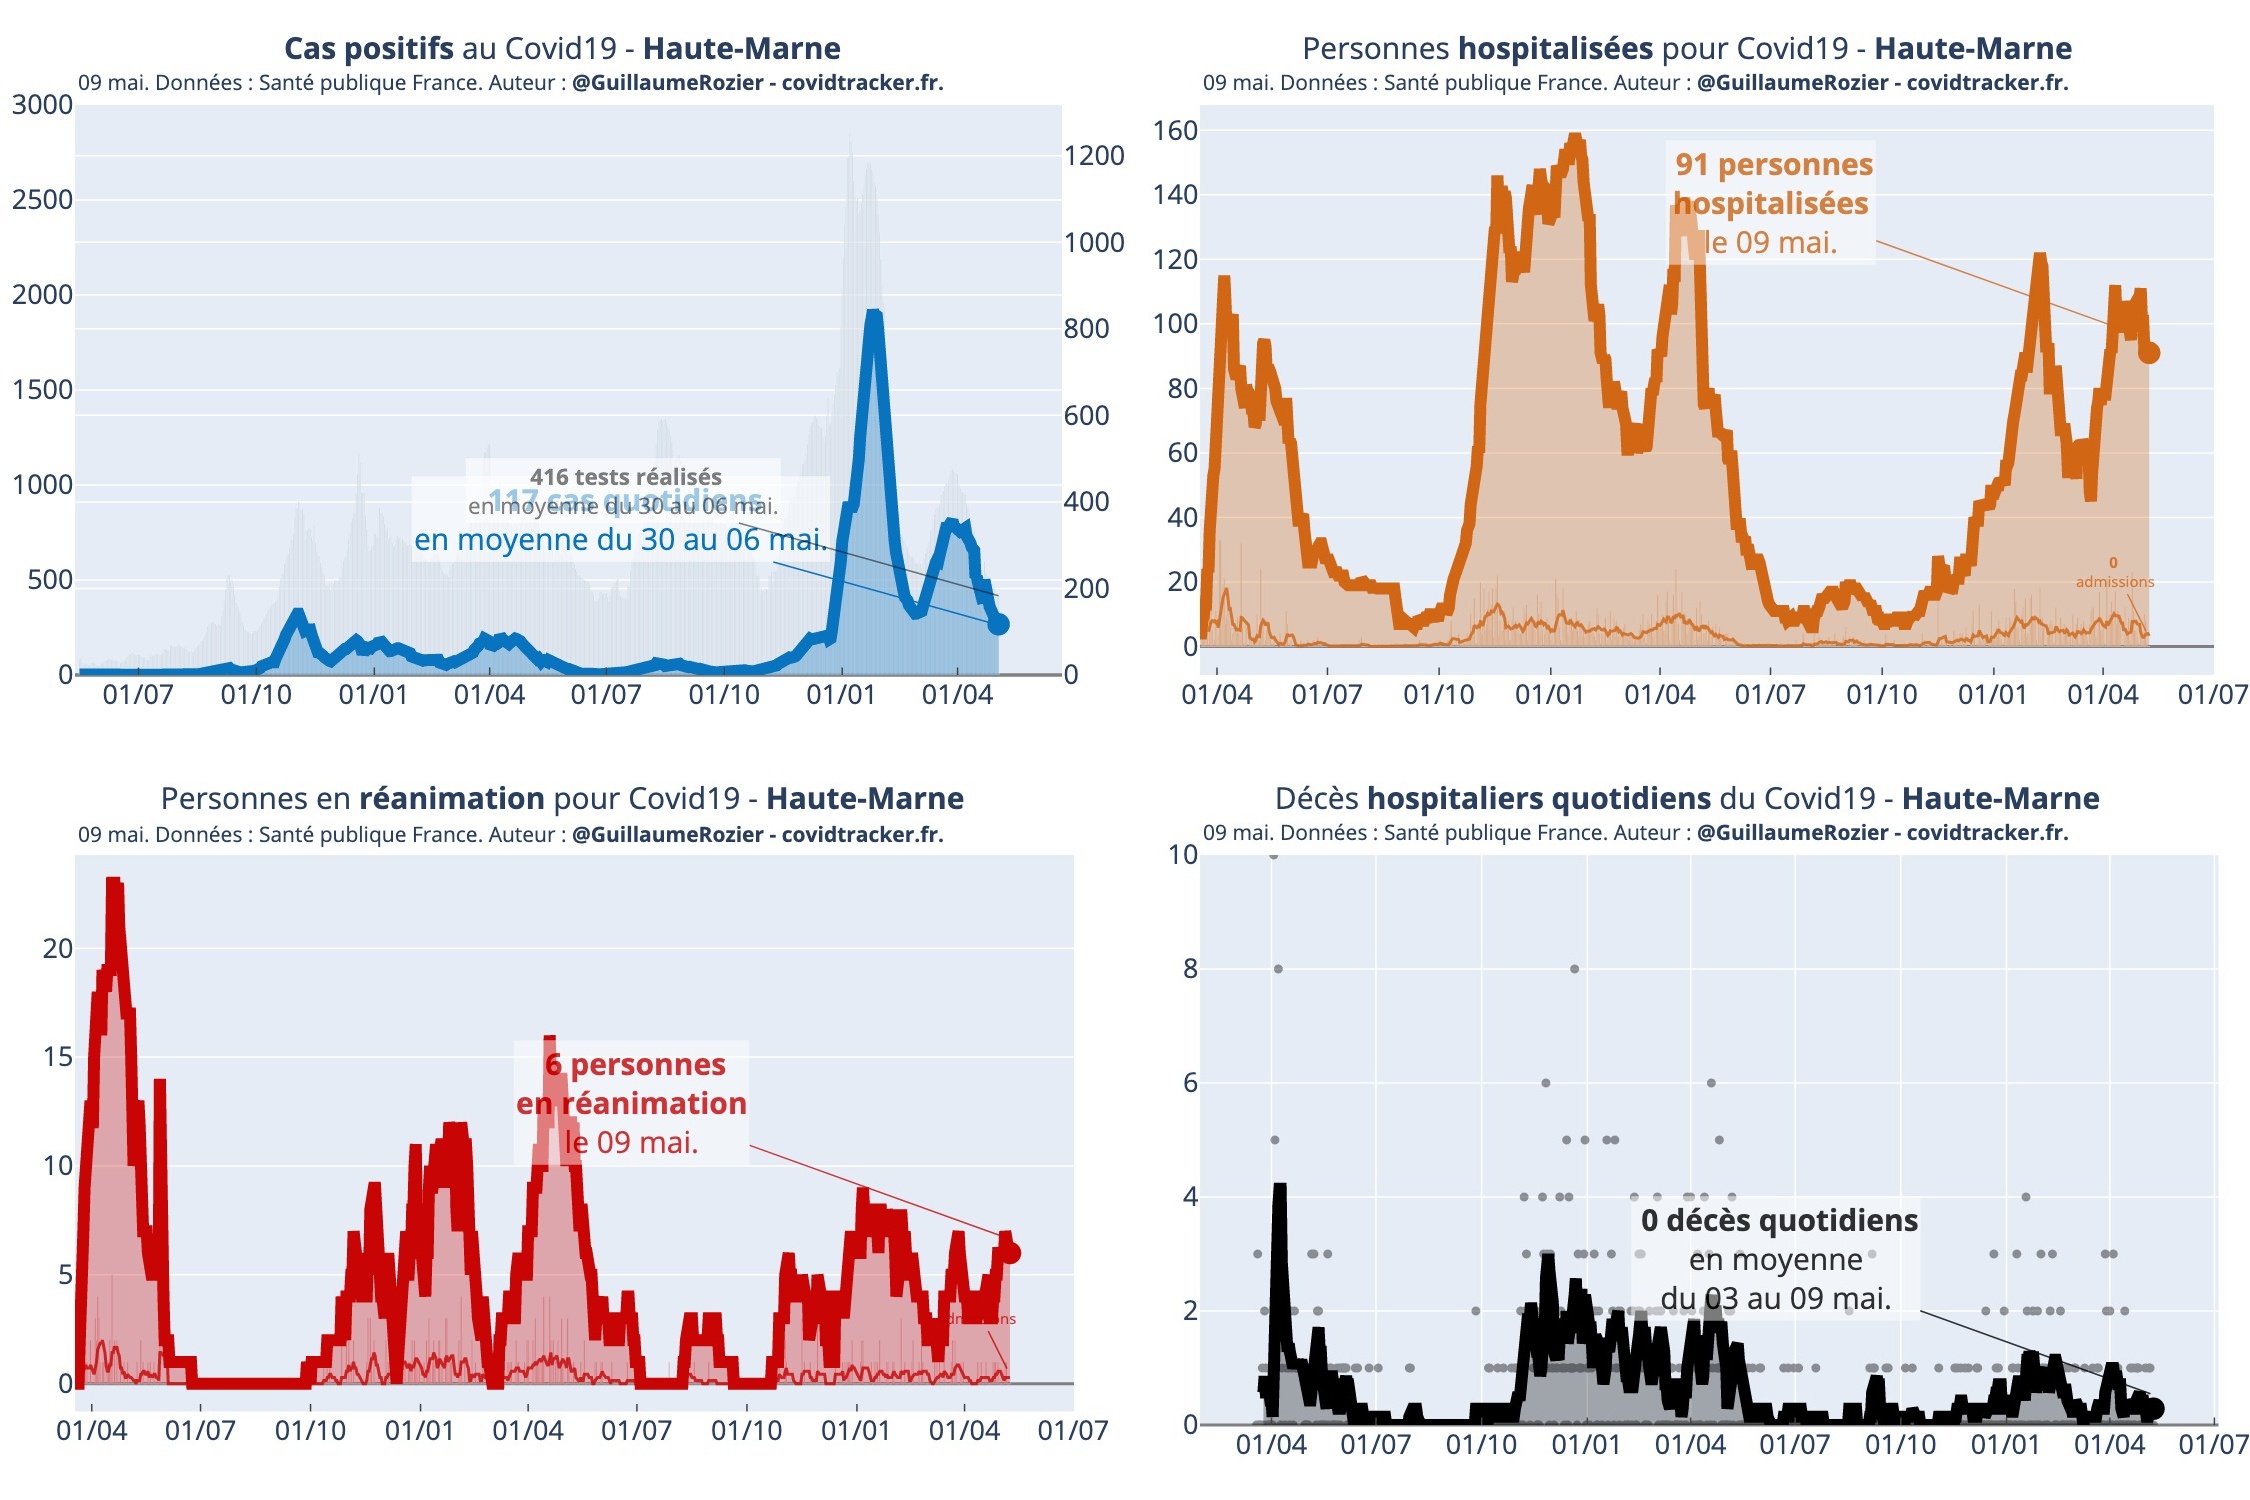 Cas positifs au Covid19 - Haute-Marne
09 mai. Données : Santé publique France. Auteur : @GuillaumeRozier - covidtracker.fr.
3000
2500
2000
1500
1000
500
0
1200
1000
800
600
400
200
0
416 tests réalisés
en moyenne du 30 au 06 mai.
117 cas quotidiens
en moyenne du 30 au 06 mai.
01/07 01/10 01/01 01/04 01/07 01/10 01/01 01/04
Personnes hospitalisées pour Covid19 - Haute-Marne
09 mai. Données : Santé publique France. Auteur : @GuillaumeRozier - covidtracker.fr.
160
140
120
100
80
60
40
20
0
91 personnes
hospitalisées
le 09 mai.
0
admissions
01/04 01/07 01/10 01/01 01/04 01/07 01/10 01/01 01/04 01/07
Personnes en réanimation pour Covid19 - Haute-Marne
09 mai. Données : Santé publique France. Auteur : @GuillaumeRozier - covidtracker.fr.
20
15
10
5
0
6 personnes
en réanimation
le 09 mai.
01/04 01/07 01/10 01/01 01/04 01/07 01/10 01/01 01/04 01/07
Décès hospitaliers quotidiens du Covid19 - Haute-Marne
09 mai. Données : Santé publique France. Auteur : @GuillaumeRozier - covidtracker.fr.
10
8
6
4
2
0
0 décès quotidiens
en moyenne
du 03 au 09 mai.
01/04 01/07 01/10 01/01 01/04 01/07 01/10 01/01 01/04 01/07